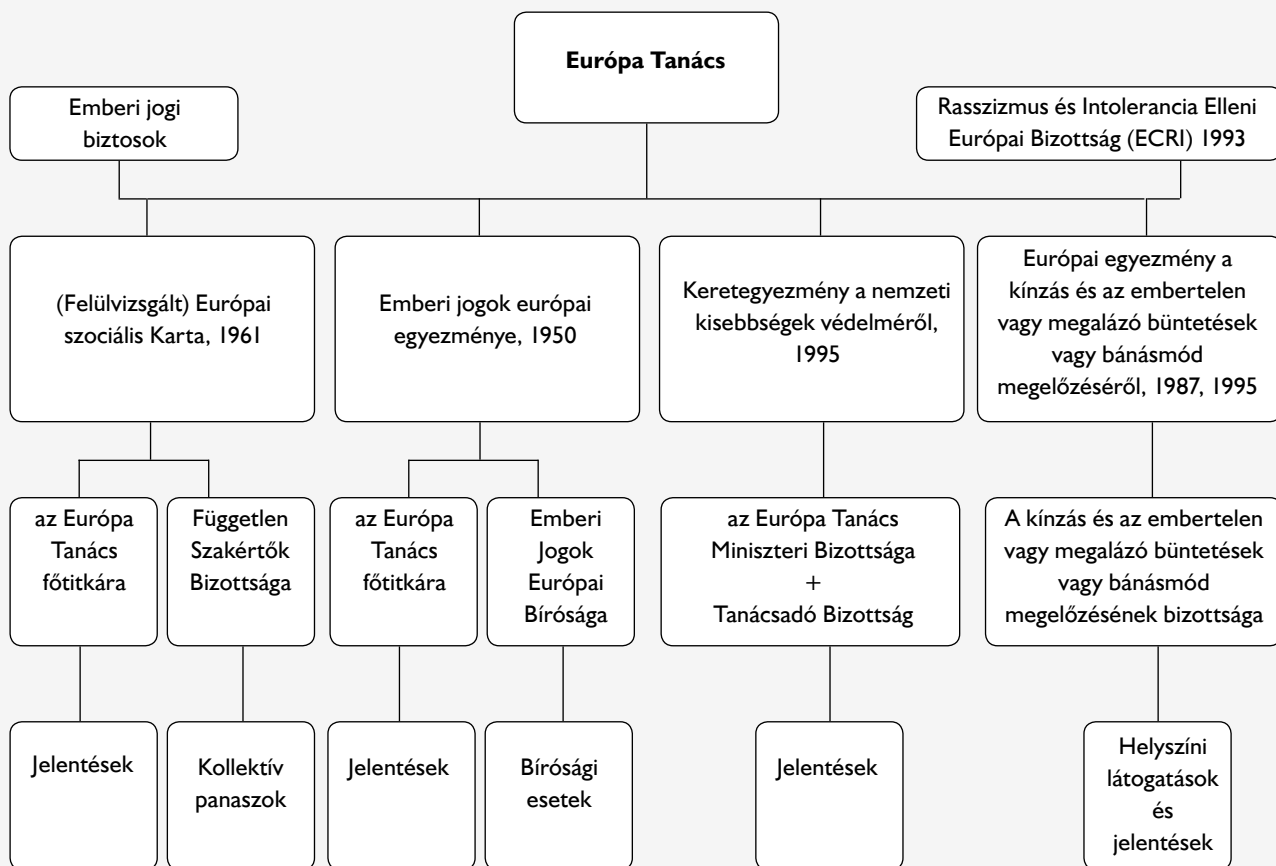 Európa Tanács
Emberi jogi
biztosok
Rasszizmus és Intolerancia Elleni
Európai Bizottság (ECRI) 1993
(Felülvizsgált) Európai
szociális Karta, 1961
Emberi jogok európai
egyezménye, 1950
Keretegyezmény a nemzeti
kisebbségek védelméről,
1995
Európai egyezmény a
kínzás és az embertelen
vagy megalázó büntetések
vagy bánásmód
megelőzéséről, 1987, 1995
az Európa
Tanács
főtitkára
Független
Szakértők
Bizottsága
az Európa
Tanács
főtitkára
Emberi
Jogok
Európai
Bírósága
az Európa Tanács
Miniszteri Bizottsága
+
Tanácsadó Bizottság
A kínzás és az embertelen
vagy megalázó büntetések
vagy bánásmód
megelőzésének bizottsága
Jelentések
Kollektív
panaszok
Jelentések
Bírósági
esetek
Jelentések
Helyszíni
látogatások
és
jelentések